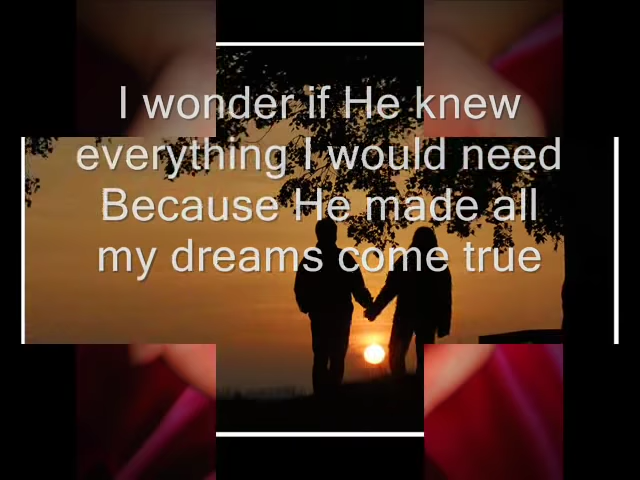 I wonder if He knew
everything I would need
Because He made all
my dreams come true